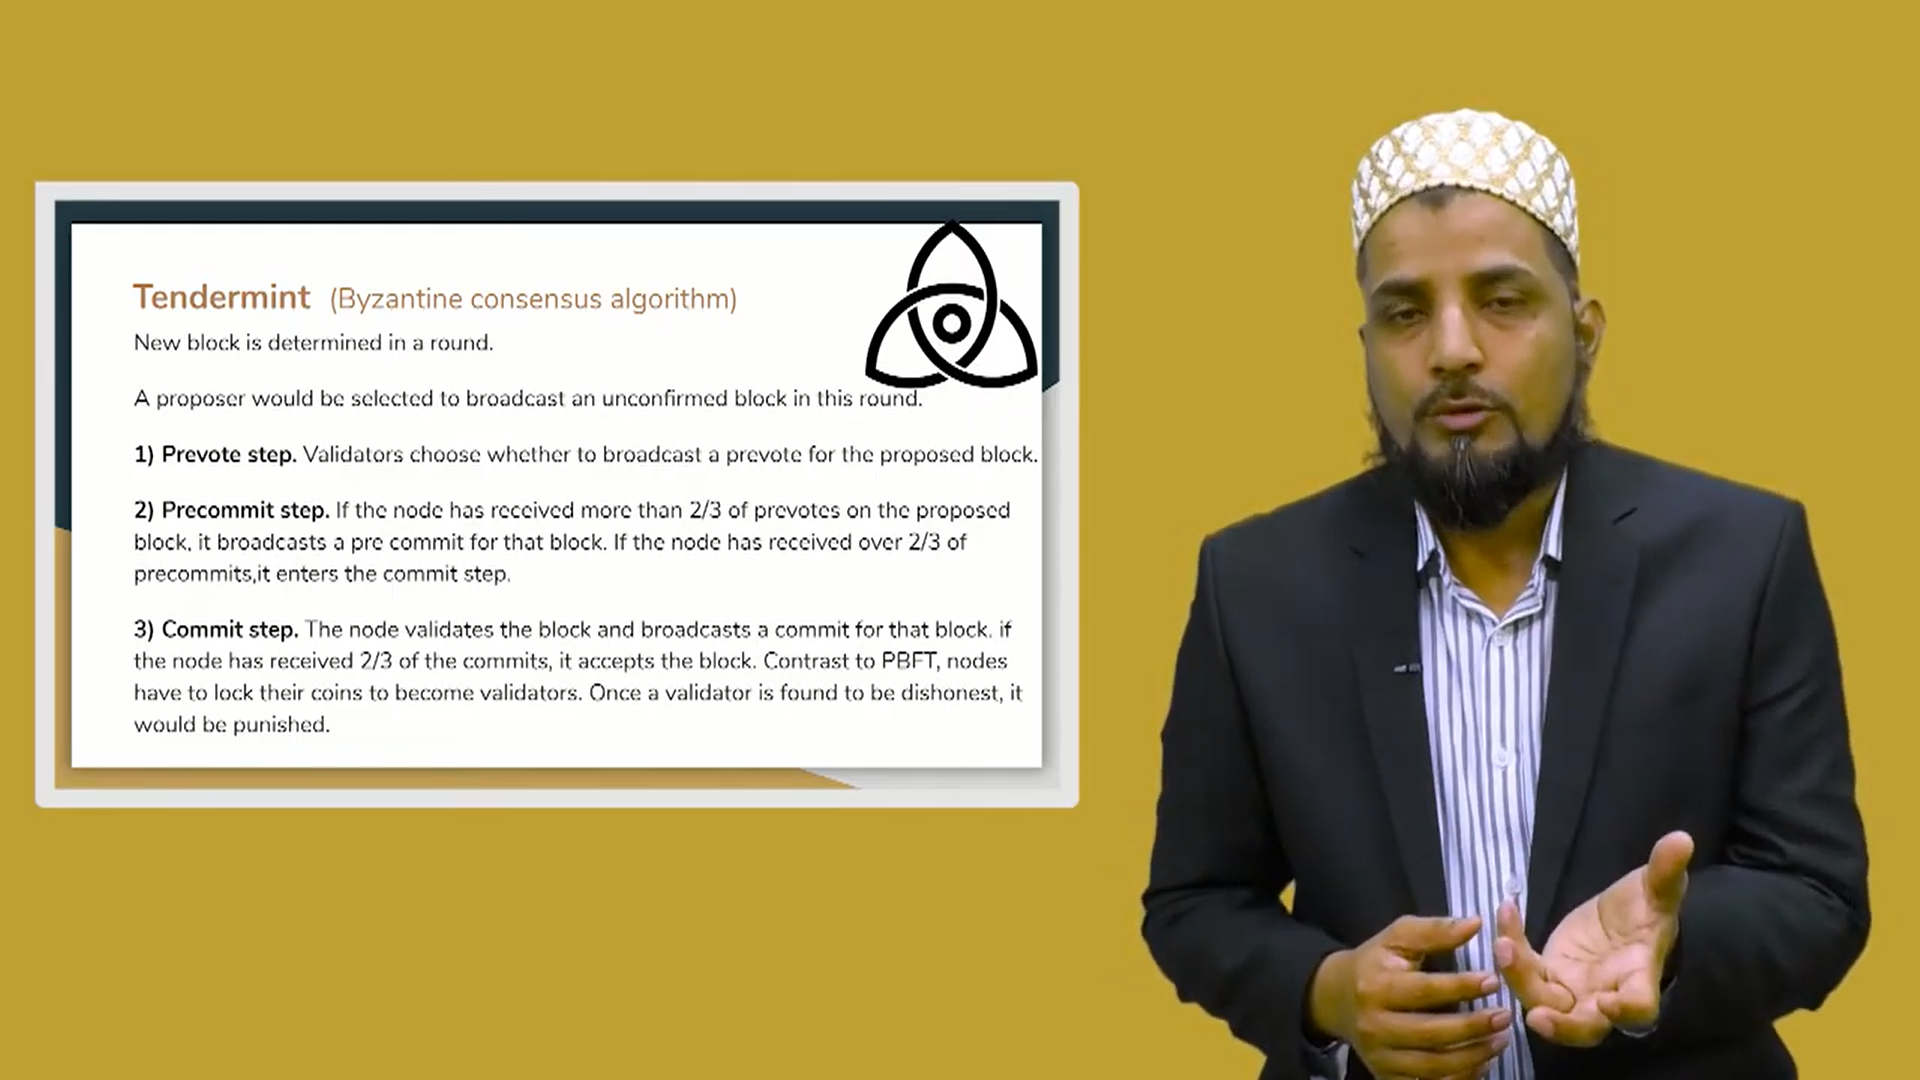 Tendermint (Byzantine consensus algorithm)
New block is determined in a round.
A proposer would be selected to broadcast an unconfirmed block in this round.
1) Prevote step. Validators choose whether to broadcast a prevote for the proposed block.
2) Precommit step. If the node has received more than 2/3 of prevotes on the proposed
block, it broadcasts a pre commit for that block. If the node has received over 2/3 of
precommits,it enters the commit step.
3) Commit step. The node validates the block and broadcasts a commit for that block. if
the node has received 2/3 of the commits, it accepts the block. Contrast to PBFT, nodes
have to lock their coins to become validators. Once a validator is found to be dishonest, it
would be punished.